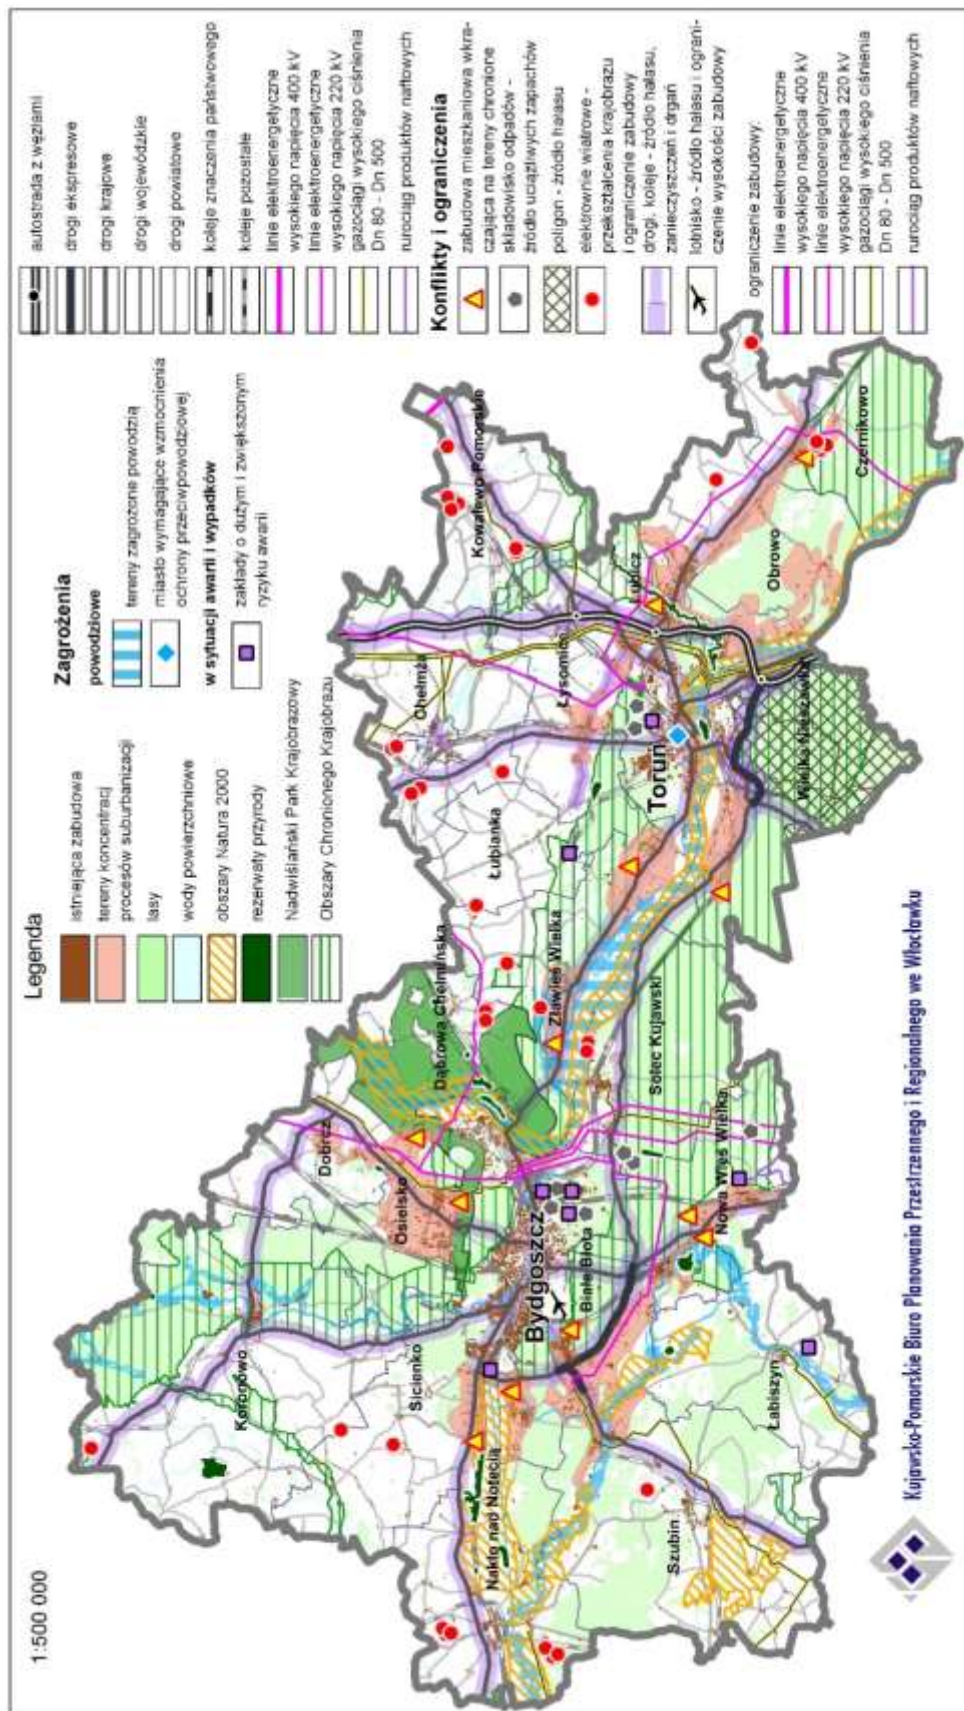 1:500 000
Legenda
istniejąca zabudowa
tereny koncentracji
procesów suburbanizacji
lasy
wody powierzchniowe
obszary Natura 2000
rezerwaty przyrody
Nadwiślański Park Krajobrazowy
Obszary Chronionego Krajobrazu
Zagrożenia
powodziowe
tereny zagrożone powodzią
miasto wymagające wzmocnienia
ochrony przeciwpowodziowej
w sytuacji awarii i wypadków
zakłady o dużym i zwiększonym
ryzyku awarii
autostrada z węzłami
drogi ekspresowe
drogi krajowe
drogi wojewódzkie
drogi powiatowe
koleje znaczenia państwowego
koleje pozostałe
linie elektroenergetyczne
wysokiego napięcia 400 kV
linie elektroenergetyczne
wysokiego napięcia 220 kV
gazociągi wysokiego ciśnienia
Dn 80 - Dn 500
rurociąg produktów naftowych
Konflikty i ograniczenia
zabudowa mieszkaniowa wkra-
czająca na tereny chronione
składowisko odpadów -
źródło uciążliwych zapachów
poligon - źródło hałasu
elektrownie wiatrowe -
przekształcenia krajobrazu
i ograniczenie zabudowy
drogi, koleje - źródło hałasu,
zanieczyszczeń i drgań
lotnisko - źródło hałasu i ograni-
czenie wysokości zabudowy
ograniczenie zabudowy:
linie elektroenergetyczne
wysokiego napięcia 400 kV
linie elektroenergetyczne
wysokiego napięcia 220 kV
gazociągi wysokiego ciśnienia
Dn 80 - Dn 500
rurociąg produktów naftowych
Koronowo
Dobrcz
Osielsko
Sicienko
Dąbrowa Chełmińska
Chełmża
Kowalewo Pomorskie
Łubianka
Łysomice
Nakło nad Notecią
Bydgoszcz
Zławieś Wielka
Toruń
Lubicz
Białe Błota
Solec Kujawski
Obrowo
Szubin
Łabiszyn
Nowa Wieś Wielka
Wielka Nieszawka
Czernikowo
Kujawsko-Pomorskie Biuro Planowania Przestrzennego i Regionalnego we Włocławku